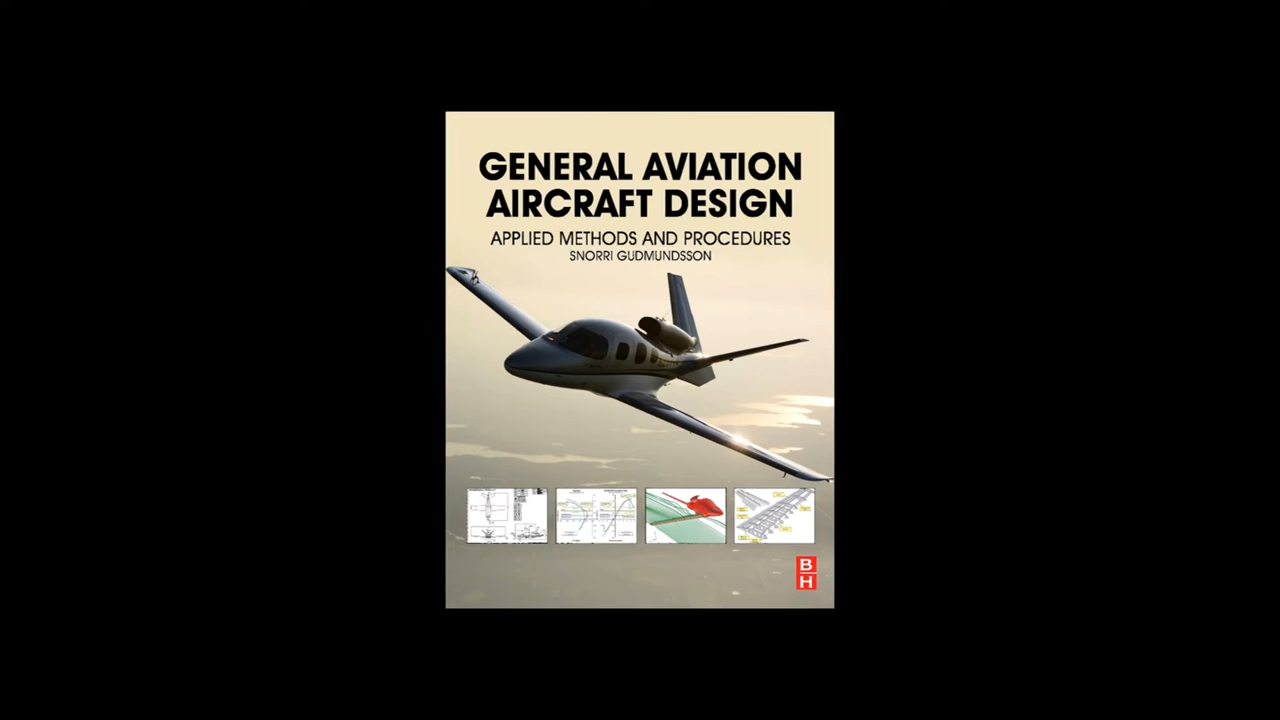 GENERAL AVIATION
AIRCRAFT DESIGN
APPLIED METHODS AND PROCEDURES
SNORRI GUDMUNDSSON
B
H